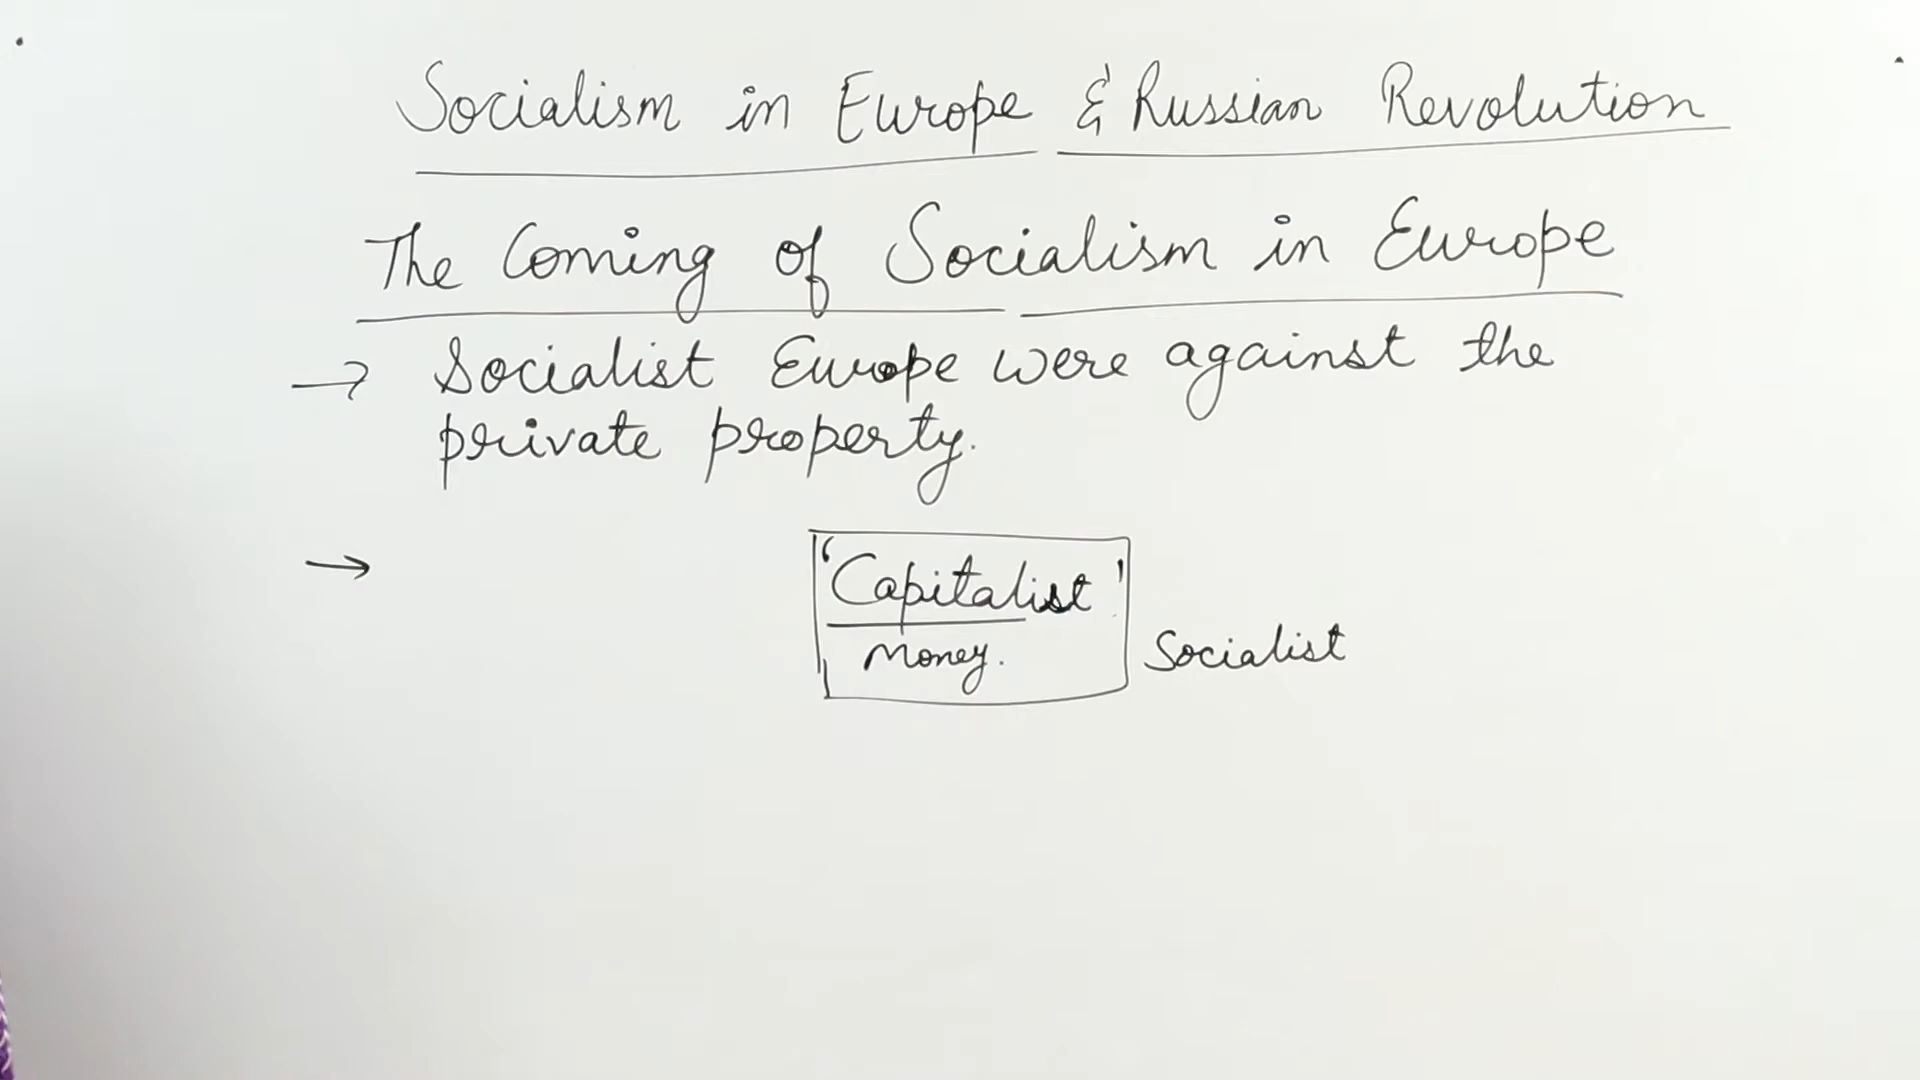 Socialism in Europe & Russian Revolution
The Coming of Socialism in Europe
→ Socialist Europe were against the
private property.
→ 'Capitalist'
Money.
Socialist